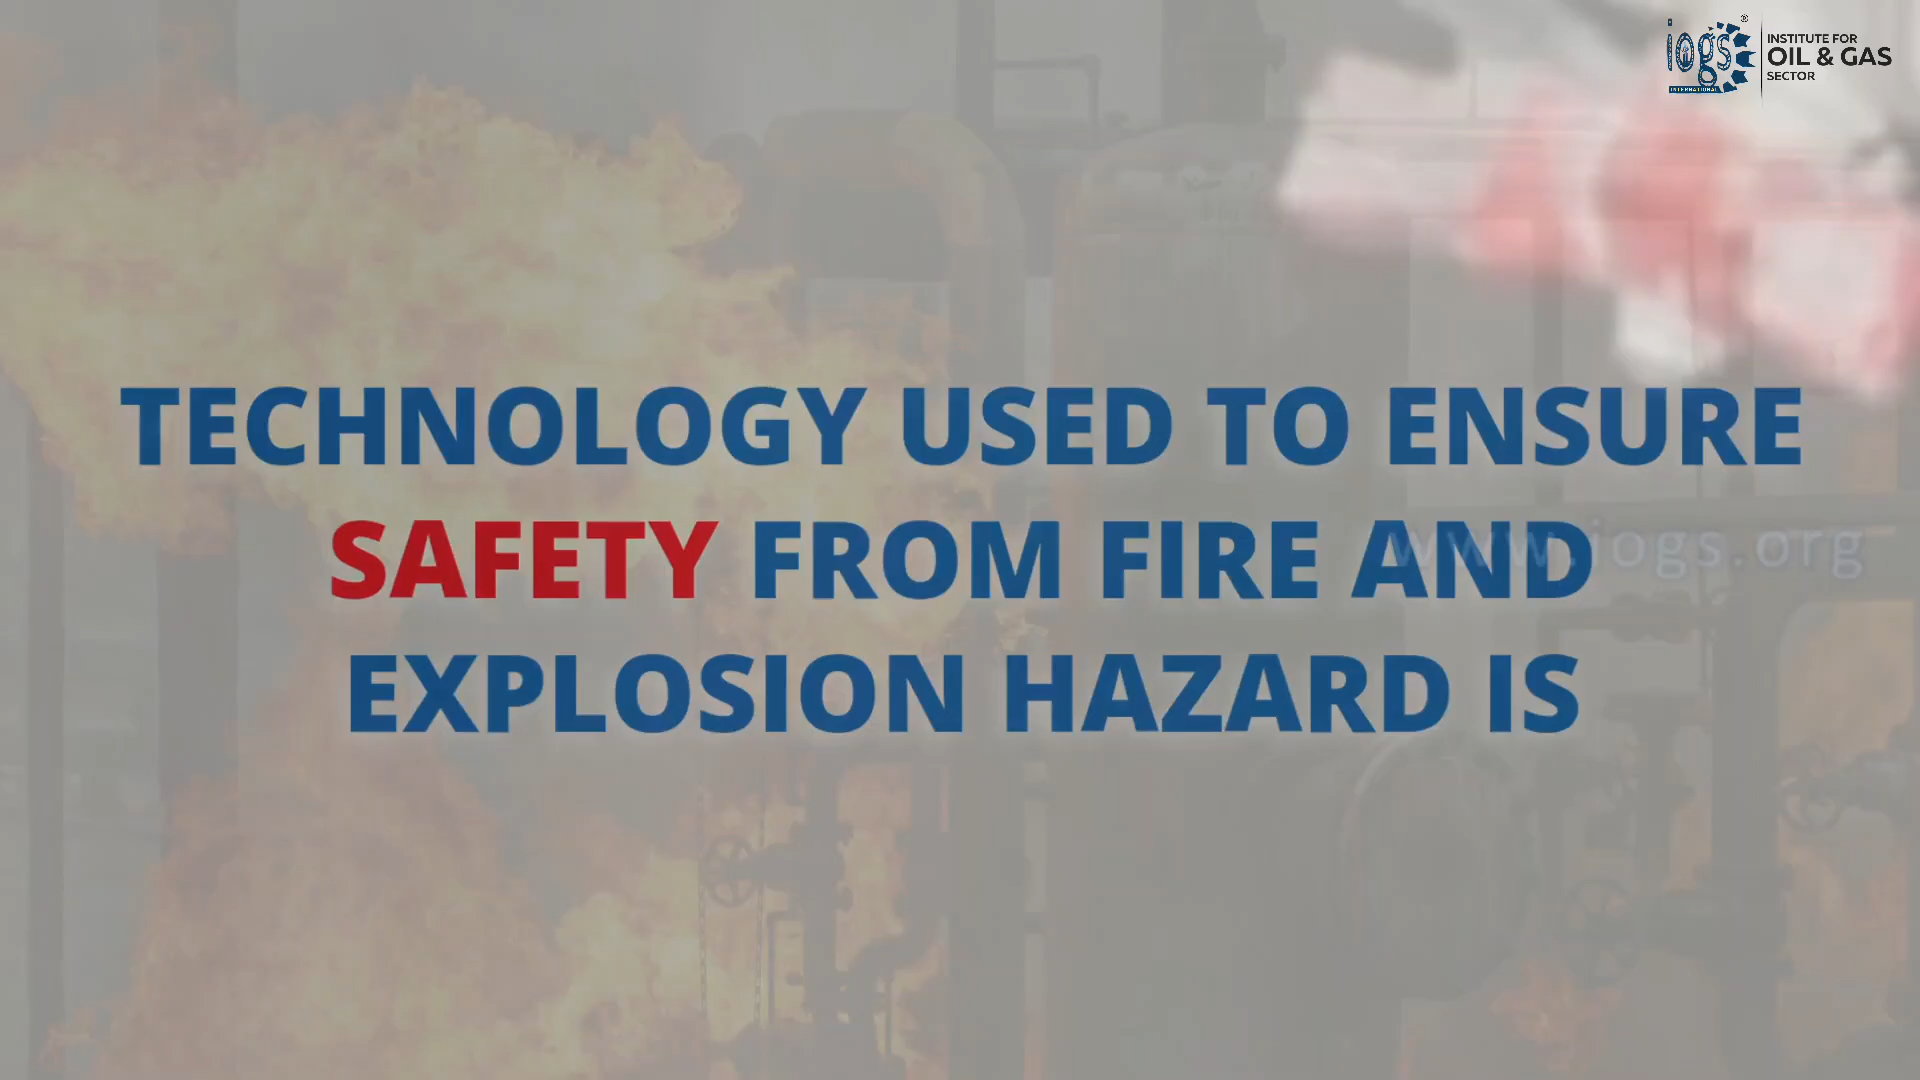 iogs®
INTERNATIONAL
INSTITUTE FOR
OIL & GAS
SECTOR
TECHNOLOGY USED TO ENSURE
SAFETY FROM FIRE AND
www.iogs.org
EXPLOSION HAZARD IS